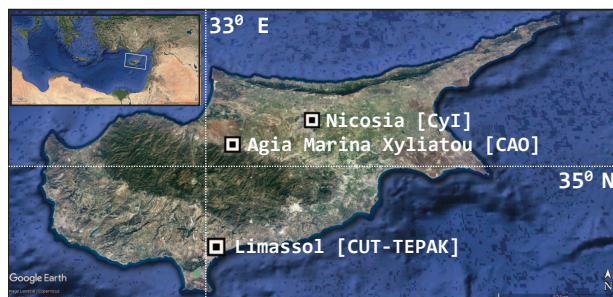 33⁰ E
Nicosia [CyI]
Agia Marina Xyliatou [CAO]
35⁰ N
Limassol [CUT-TEPAK]
Google Earth
N